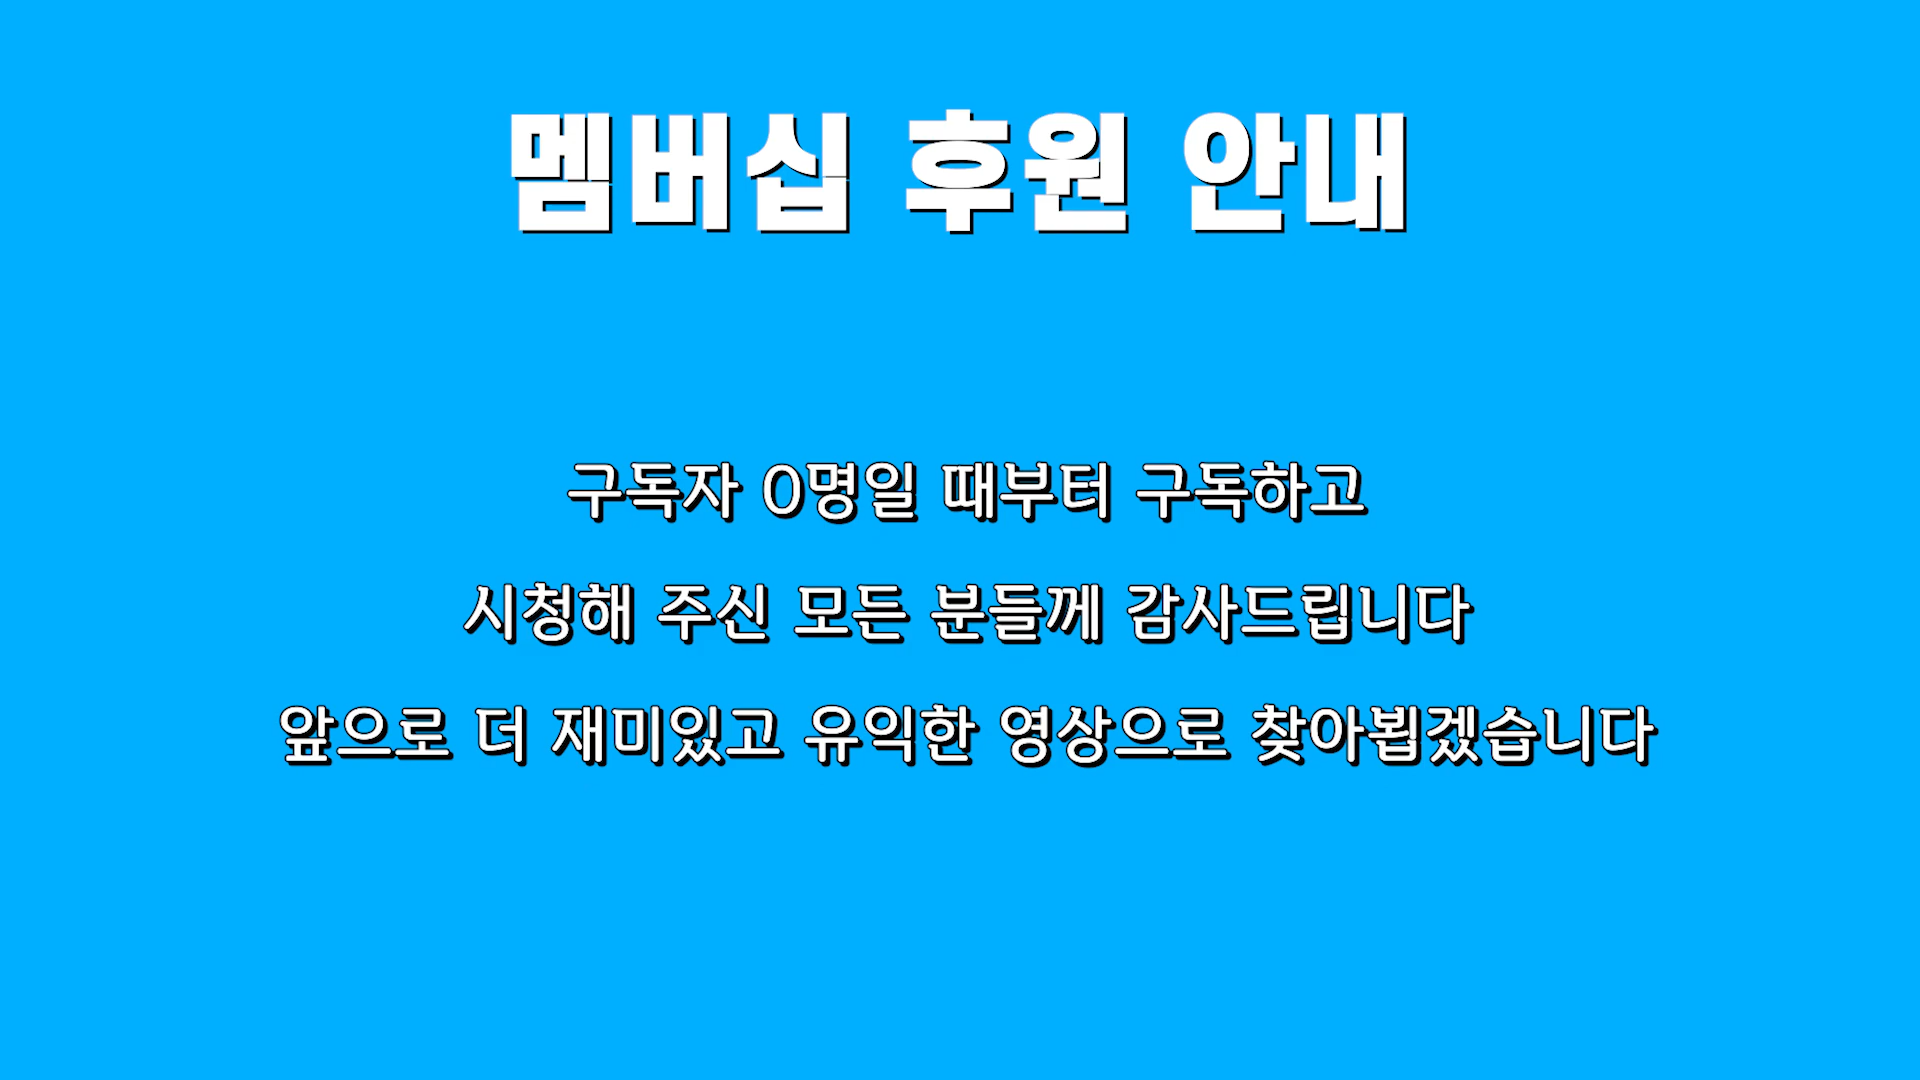 멤버십 후원 안내
구독자 0명일 때부터 구독하고
시청해 주신 모든 분들께 감사드립니다
앞으로 더 재미있고 유익한 영상으로 찾아뵙겠습니다